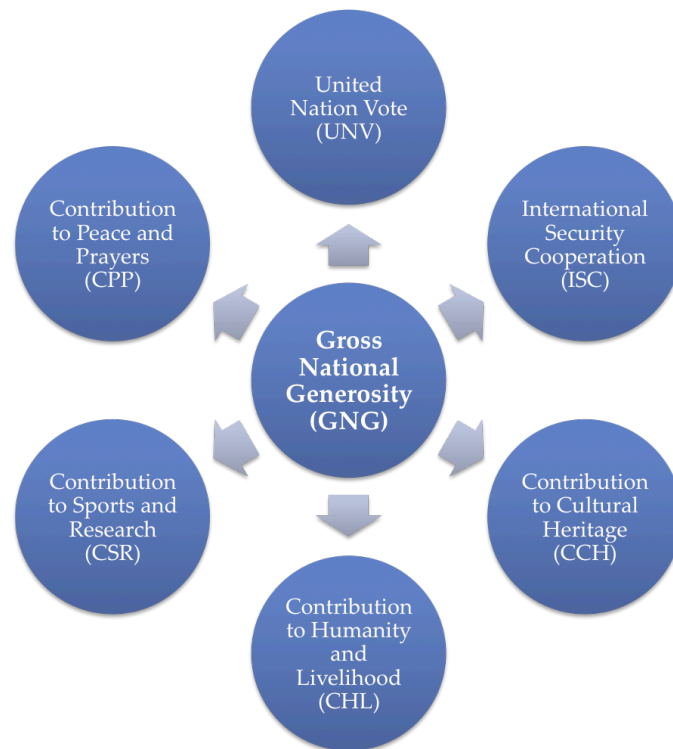 United
Nation Vote
(UNV)
International
Security
Cooperation
(ISC)
Contribution
to Cultural
Heritage
(CCH)
Contribution
to Humanity
and
Livelihood
(CHL)
Contribution
to Sports and
Research
(CSR)
Contribution
to Peace and
Prayers
(CPP)
Gross
National
Generosity
(GNG)